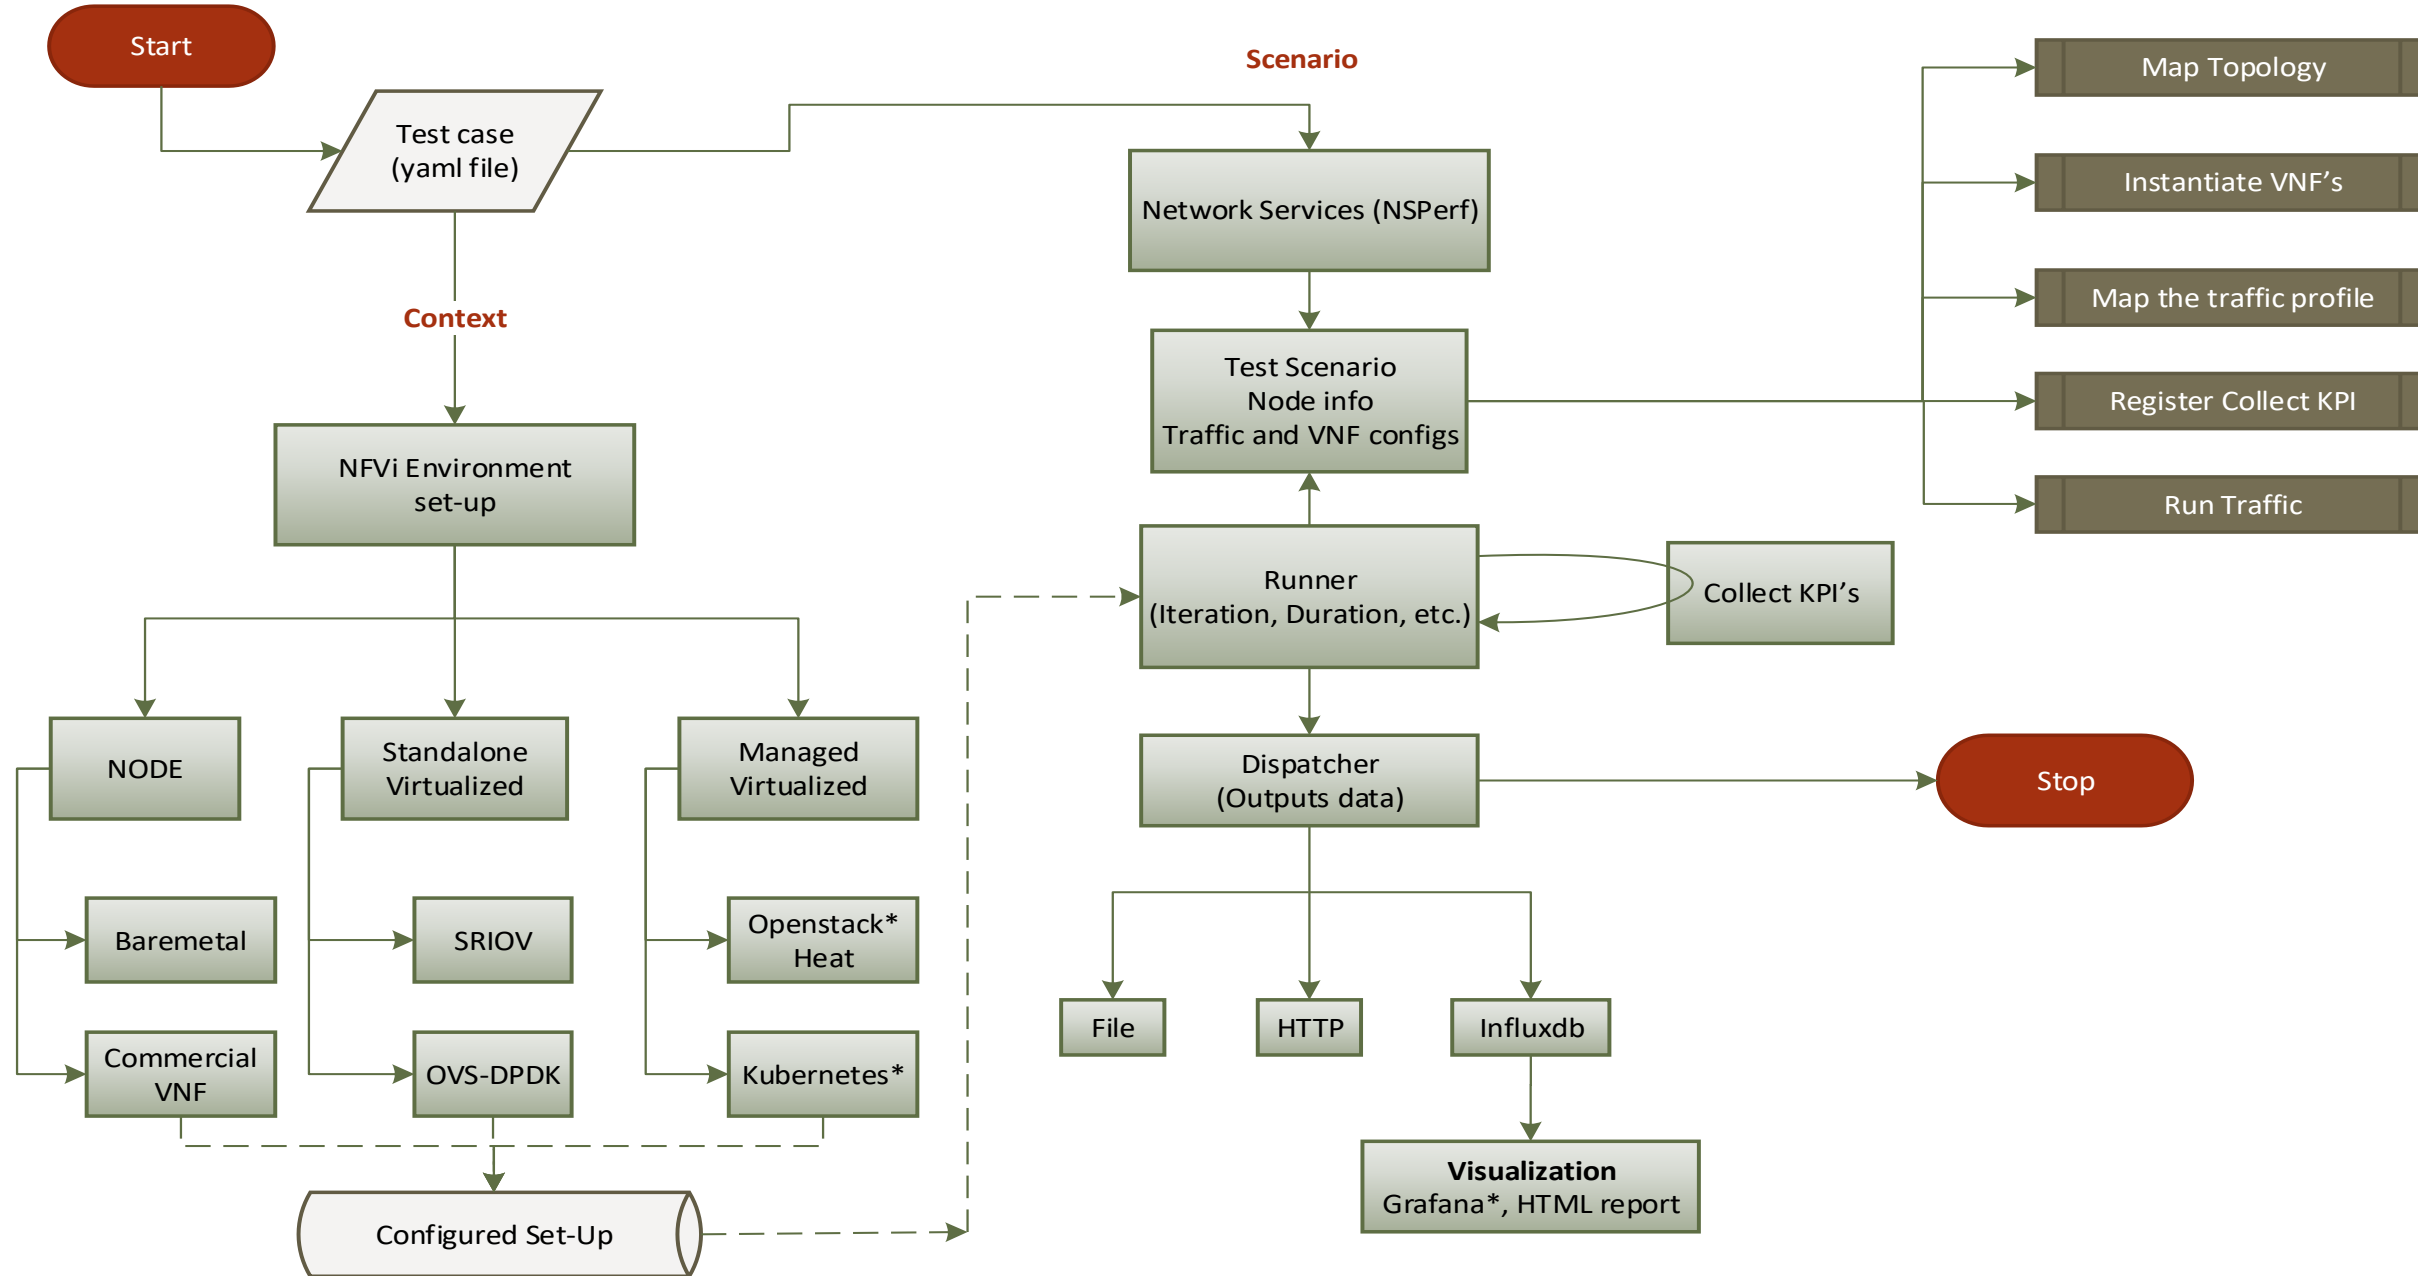 Start
Scenario
Map Topology
Test case
(yaml file)
Instantiate VNF's
Network Services (NSPerf)
Map the traffic profile
Context
Test Scenario
Node info
Traffic and VNF configs
Register Collect KPI
NFVi Environment
set-up
Run Traffic
Runner
(Iteration, Duration, etc.)
Collect KPI's
NODE
Standalone
Virtualized
Managed
Virtualized
Dispatcher
(Outputs data)
Stop
Baremetal
SRIOV
Openstack*
Heat
File
HTTP
Influxdb
Commercial
VNF
OVS-DPDK
Kubernetes*
Visualization
Grafana*, HTML report
Configured Set-Up